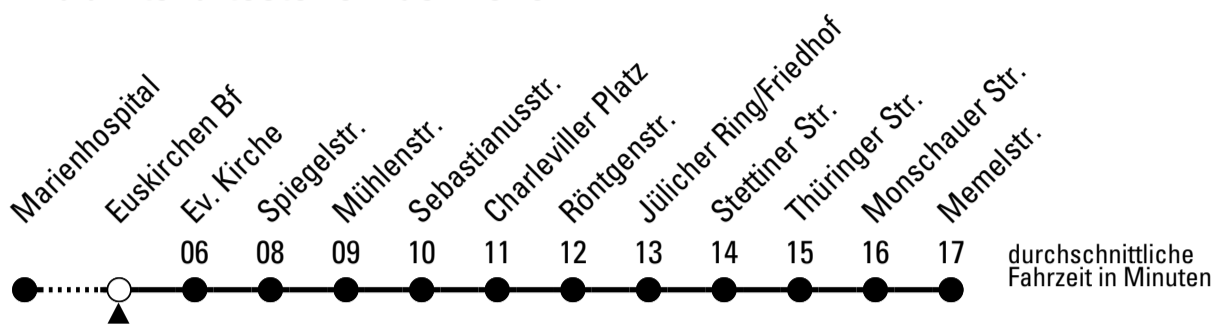 Marienhospital
Euskirchen Bf
Ev. Kirche
Spiegelstr.
Mühlenstr.
Sebastianusstr.
Charleviller Platz
Röntgenstr.
Jülicher Ring/Friedhof
Stettiner Str.
Thüringer Str.
Monschauer Str.
Memelstr.
06 08 09 10 11 12 13 14 15 16 17
durchschnittliche
Fahrzeit in Minuten